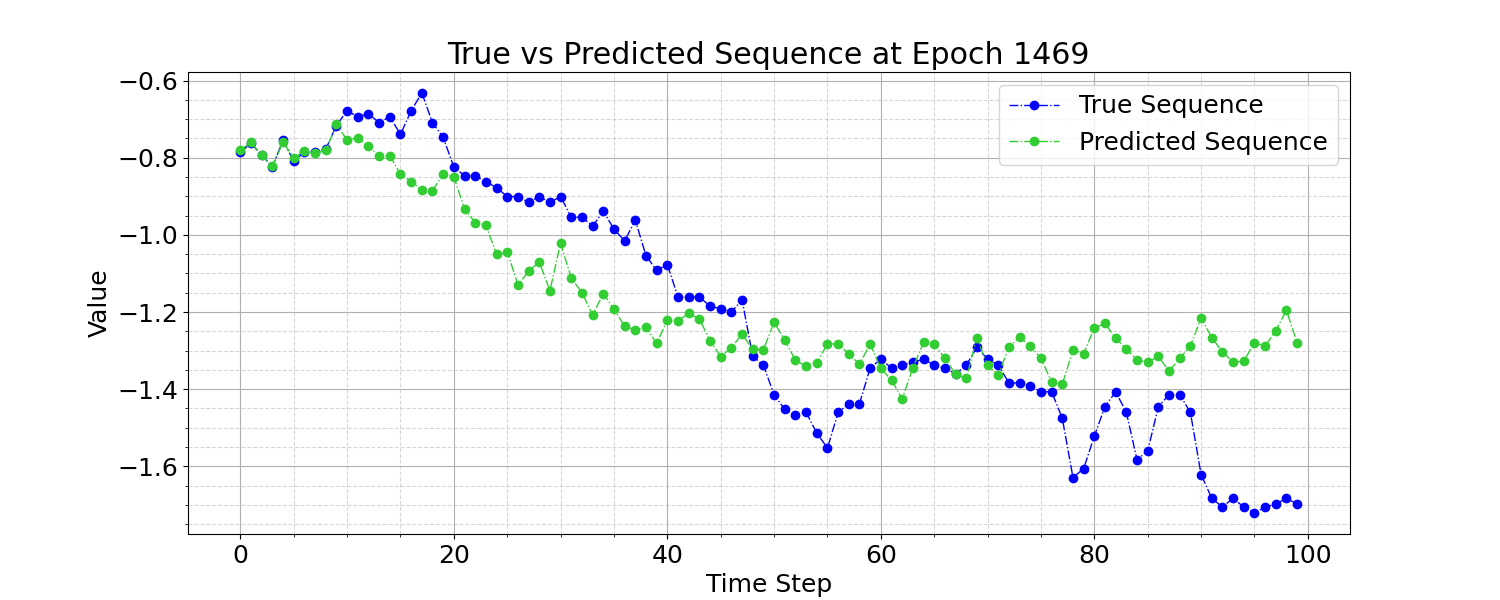 True vs Predicted Sequence at Epoch 1469
−0.6
−0.8
−1.0
−1.2
−1.4
−1.6
Value
True Sequence
Predicted Sequence
0 20 40 60 80 100
Time Step